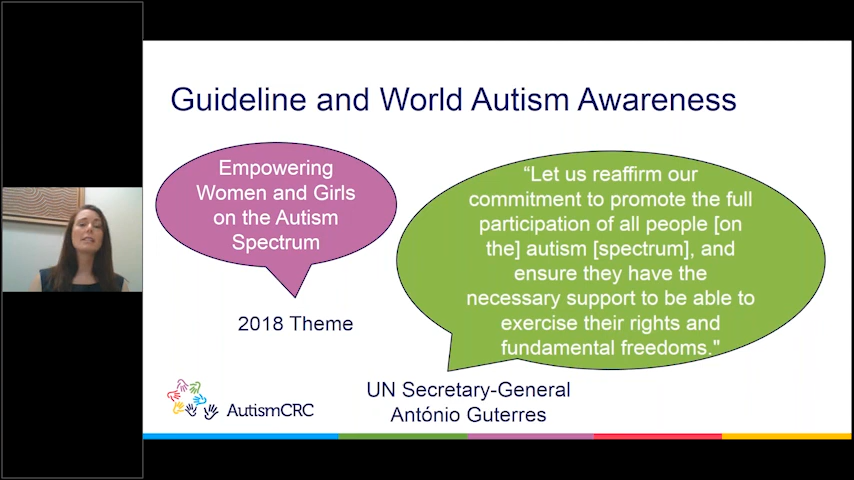 Guideline and World Autism Awareness
Empowering
Women and Girls
on the Autism
Spectrum
2018 Theme
“Let us reaffirm our
commitment to promote the full
participation of all people [on
the] autism [spectrum], and
ensure they have the
necessary support to be able to
exercise their rights and
fundamental freedoms."
UN Secretary-General
António Guterres
AutismCRC